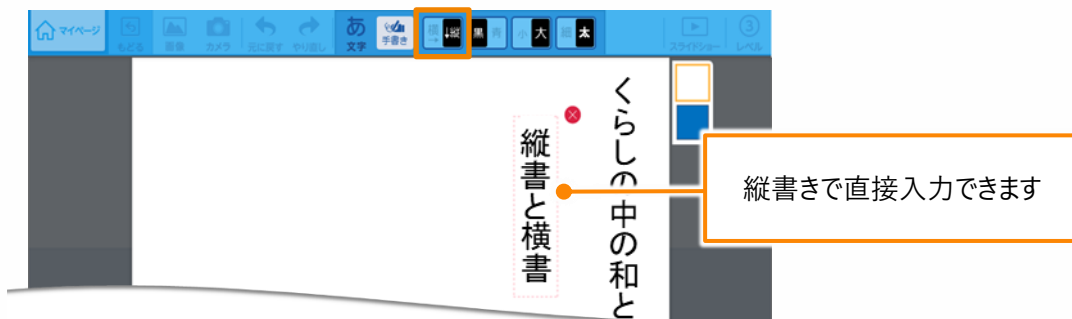 マイページ
もどる
画像
カメラ
元に戻す
やり直し
あ
文字
手書き
横→
↓縦
黒
青
小
大
細
太
スライドショー
3
レベル
くらしの中の和と
縦書と横書
縦書きで直接入力できます